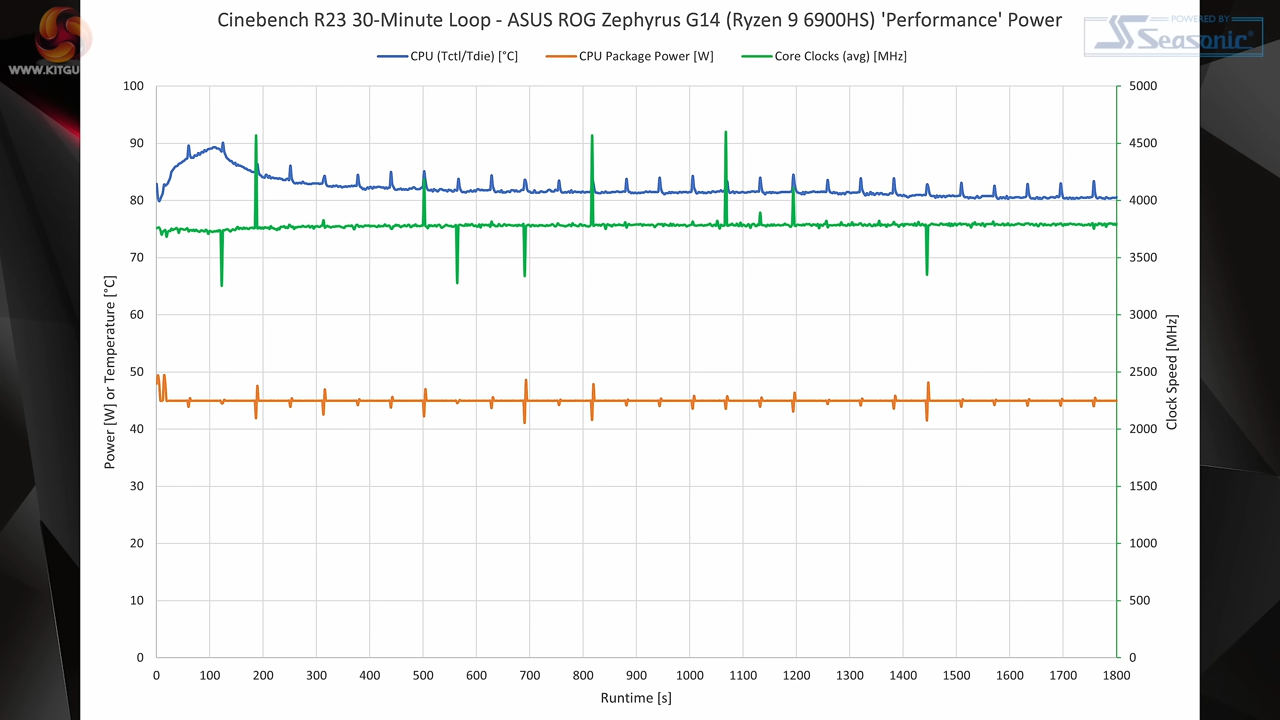 Cinebench R23 30-Minute Loop - ASUS ROG Zephyrus G14 (Ryzen 9 6900HS) 'Performance' Power
POWERED BY
Seasonic
WWW.KITGU
CPU (Tctl/Tdie) [°C] CPU Package Power [W] Core Clocks (avg) [MHz]
100
90
80
70
60
50
40
30
20
10
0
Power [W] or Temperature [°C]
5000
4500
4000
3500
3000
2500
2000
1500
1000
500
0
Clock Speed [MHz]
0 100 200 300 400 500 600 700 800 900 1000 1100 1200 1300 1400 1500 1600 1700 1800
Runtime [s]